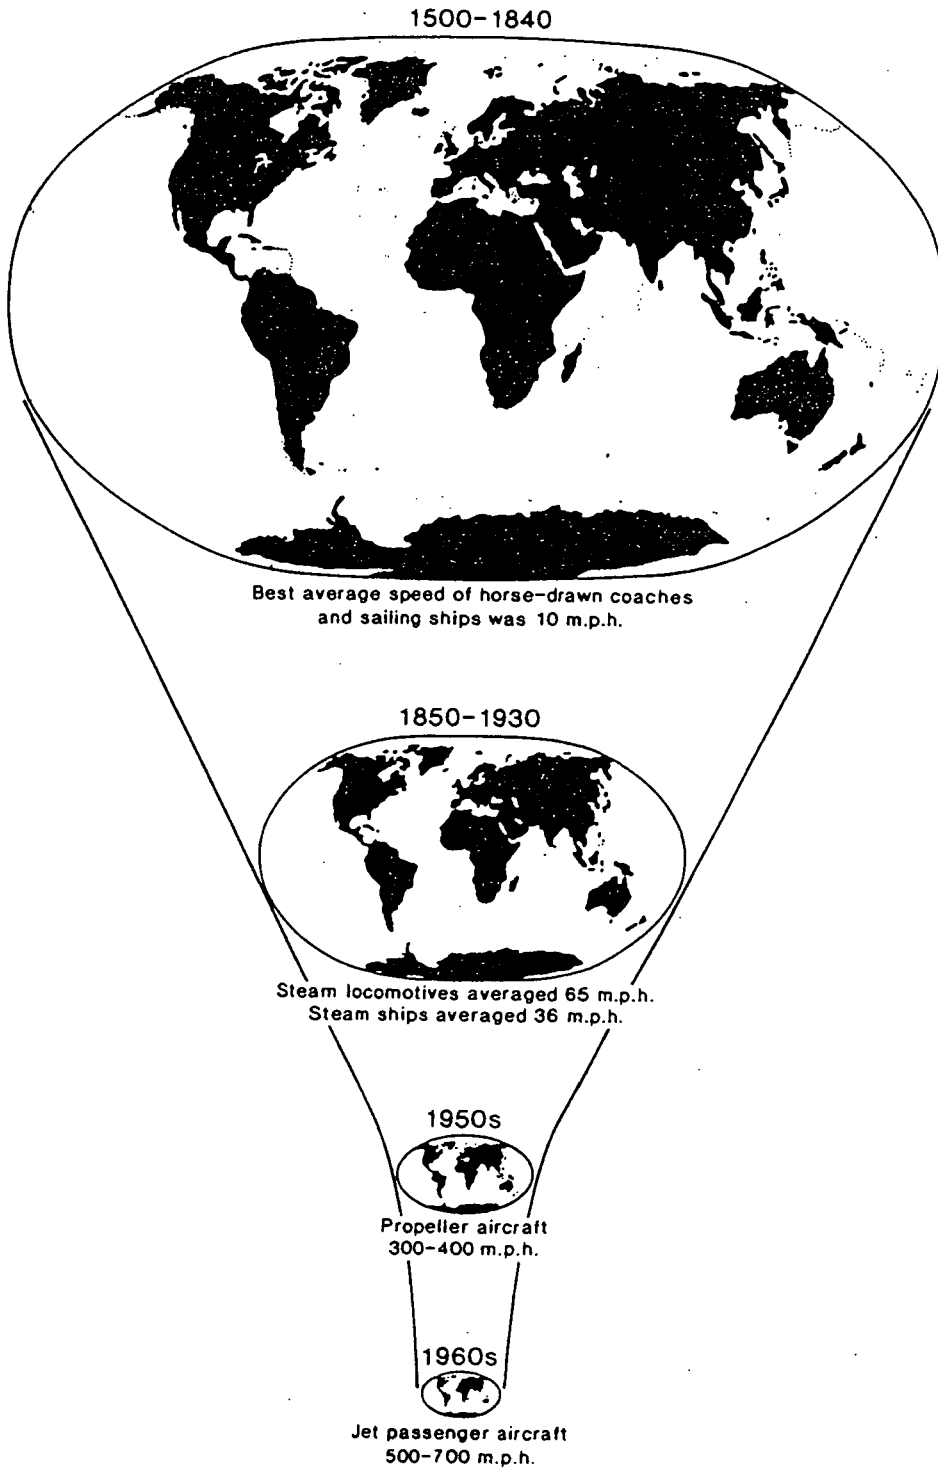 1500-1840
Best average speed of horse-drawn coaches
and sailing ships was 10 m.p.h.
1850-1930
Steam locomotives averaged 65 m.p.h.
Steam ships averaged 36 m.p.h.
1950s
Propeller aircraft
300-400 m.p.h.
1960s
Jet passenger aircraft
500-700 m.p.h.